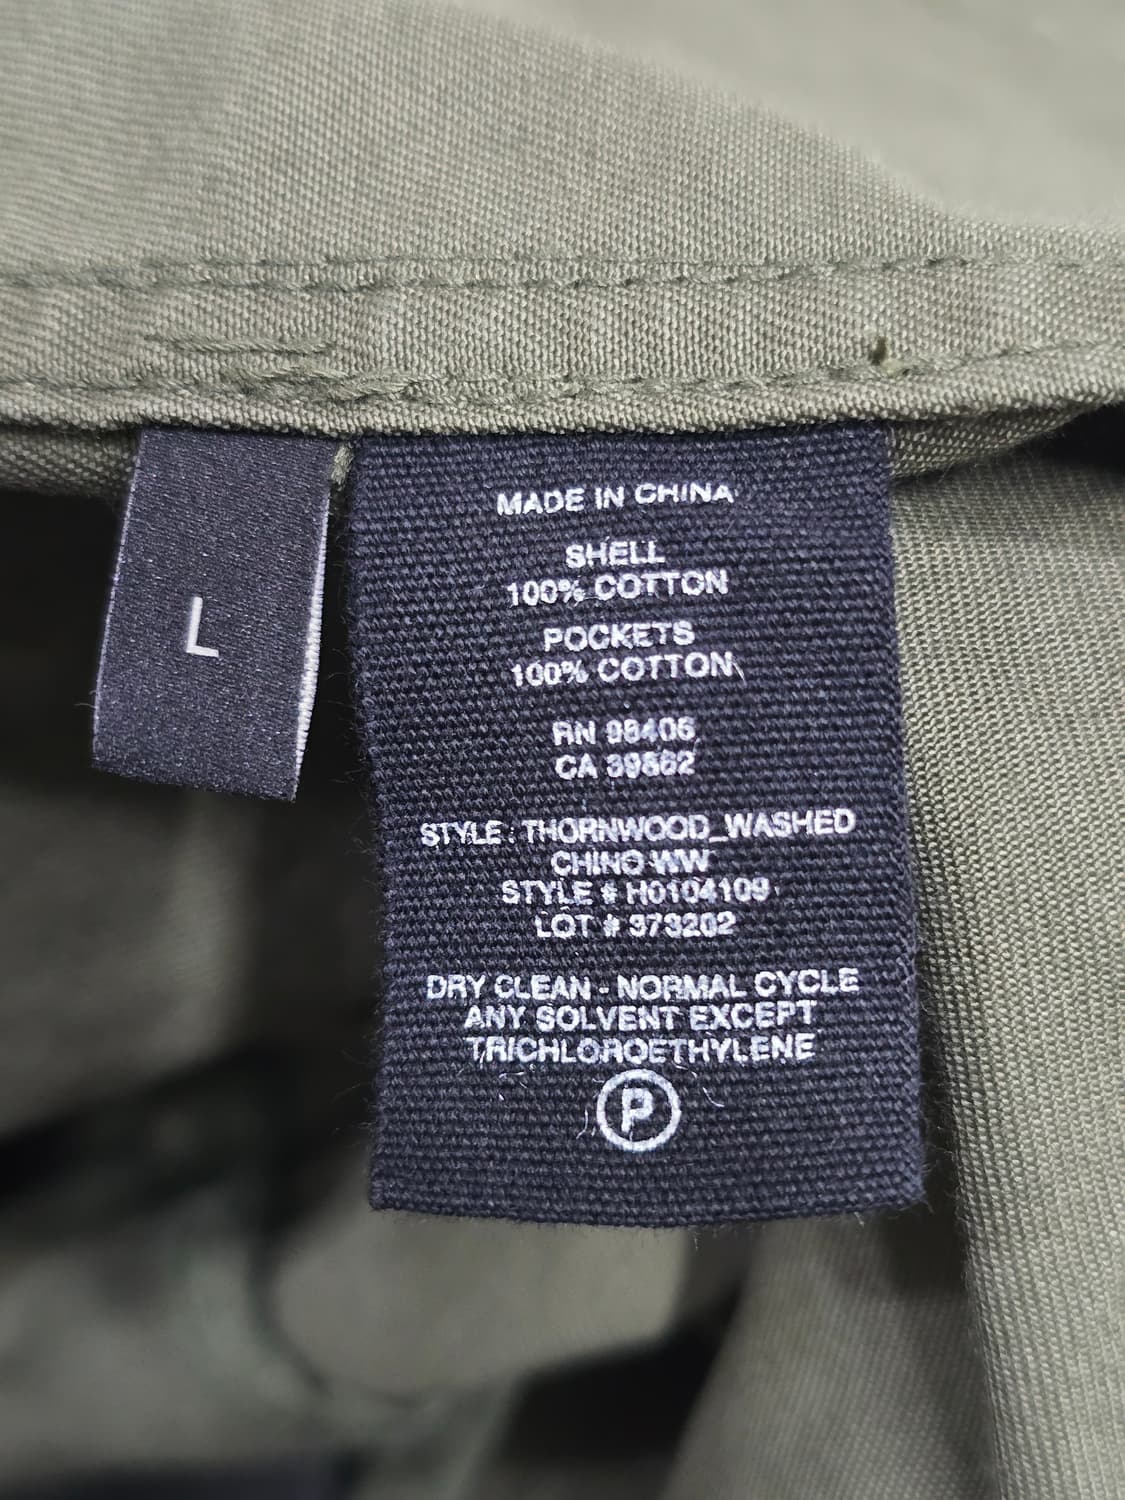 L
MADE IN CHINA
SHELL
100% COTTON
POCKETS
100% COTTON
RN 98406
CA 39562
STYLE: THORNWOOD_WASHED
CHINO WW
STYLE # H0104109
LOT # 373202
DRY CLEAN - NORMAL CYCLE
ANY SOLVENT EXCEPT
TRICHLOROETHYLENE
P